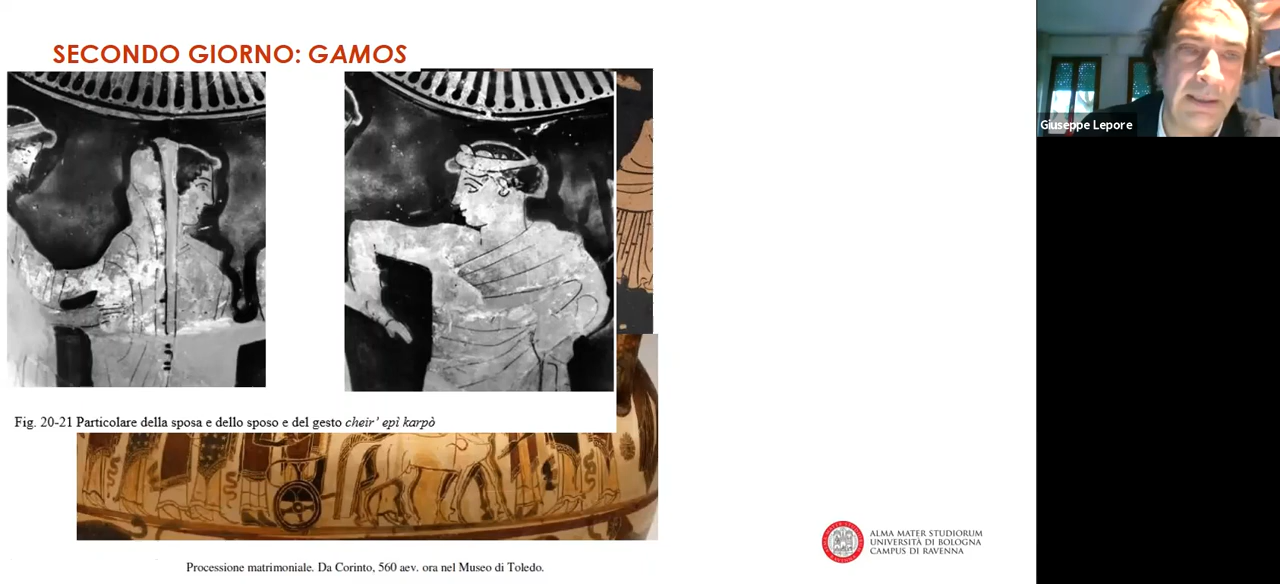 SECONDO GIORNO: GAMOS
Giuseppe Lepore
Fig. 20-21 Particolare della sposa e dello sposo e del gesto cheir' epì karpò
ALMA MATER STUDIORUM
UNIVERSITÀ DI BOLOGNA
CAMPUS DI RAVENNA
Processione matrimoniale. Da Corinto, 560 aev. ora nel Museo di Toledo.